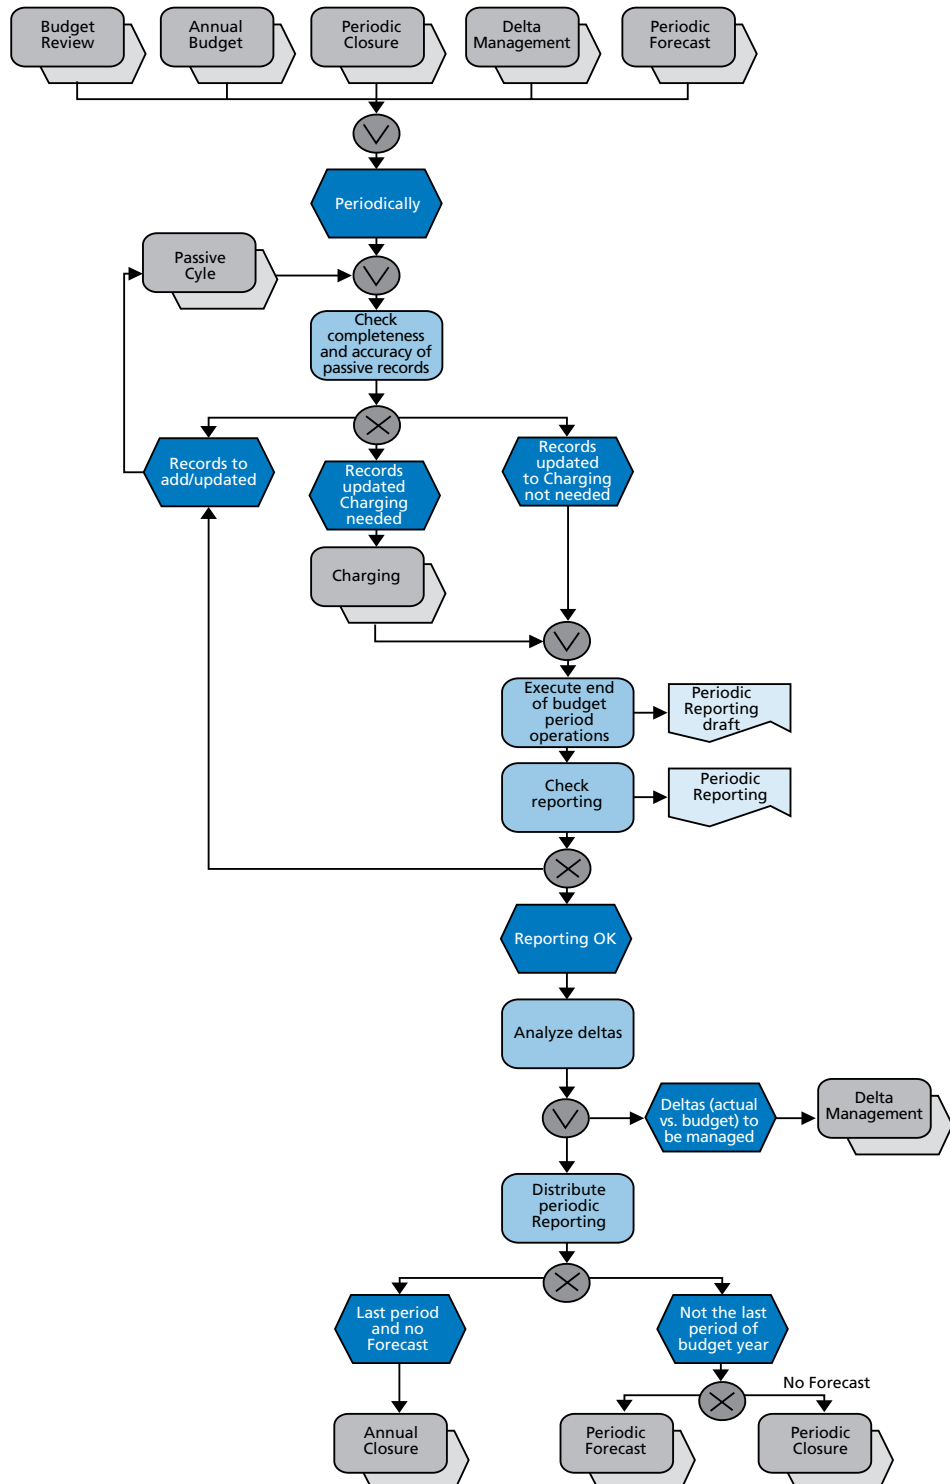 Budget
Review
Annual
Budget
Periodic
Closure
Delta
Management
Periodic
Forecast
Periodically
Passive
Cyle
Check
completeness
and accuracy of
passive records
Records to
add/updated
Records
updated
Charging
needed
Records
updated
to Charging
not needed
Charging
Execute end
of budget
period
operations
Periodic
Reporting
draft
Check
reporting
Periodic
Reporting
Reporting OK
Analyze deltas
Deltas (actual
vs. budget) to
be managed
Delta
Management
Distribute
periodic
Reporting
Last period
and no
Forecast
Not the last
period of
budget year
No Forecast
Annual
Closure
Periodic
Forecast
Periodic
Closure